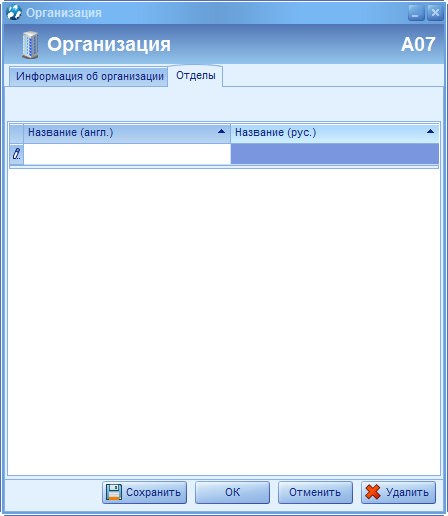 Организация
Организация A07
Информация об организации Отделы
Название (англ.) Название (рус.)
Сохранить OK Отменить Удалить